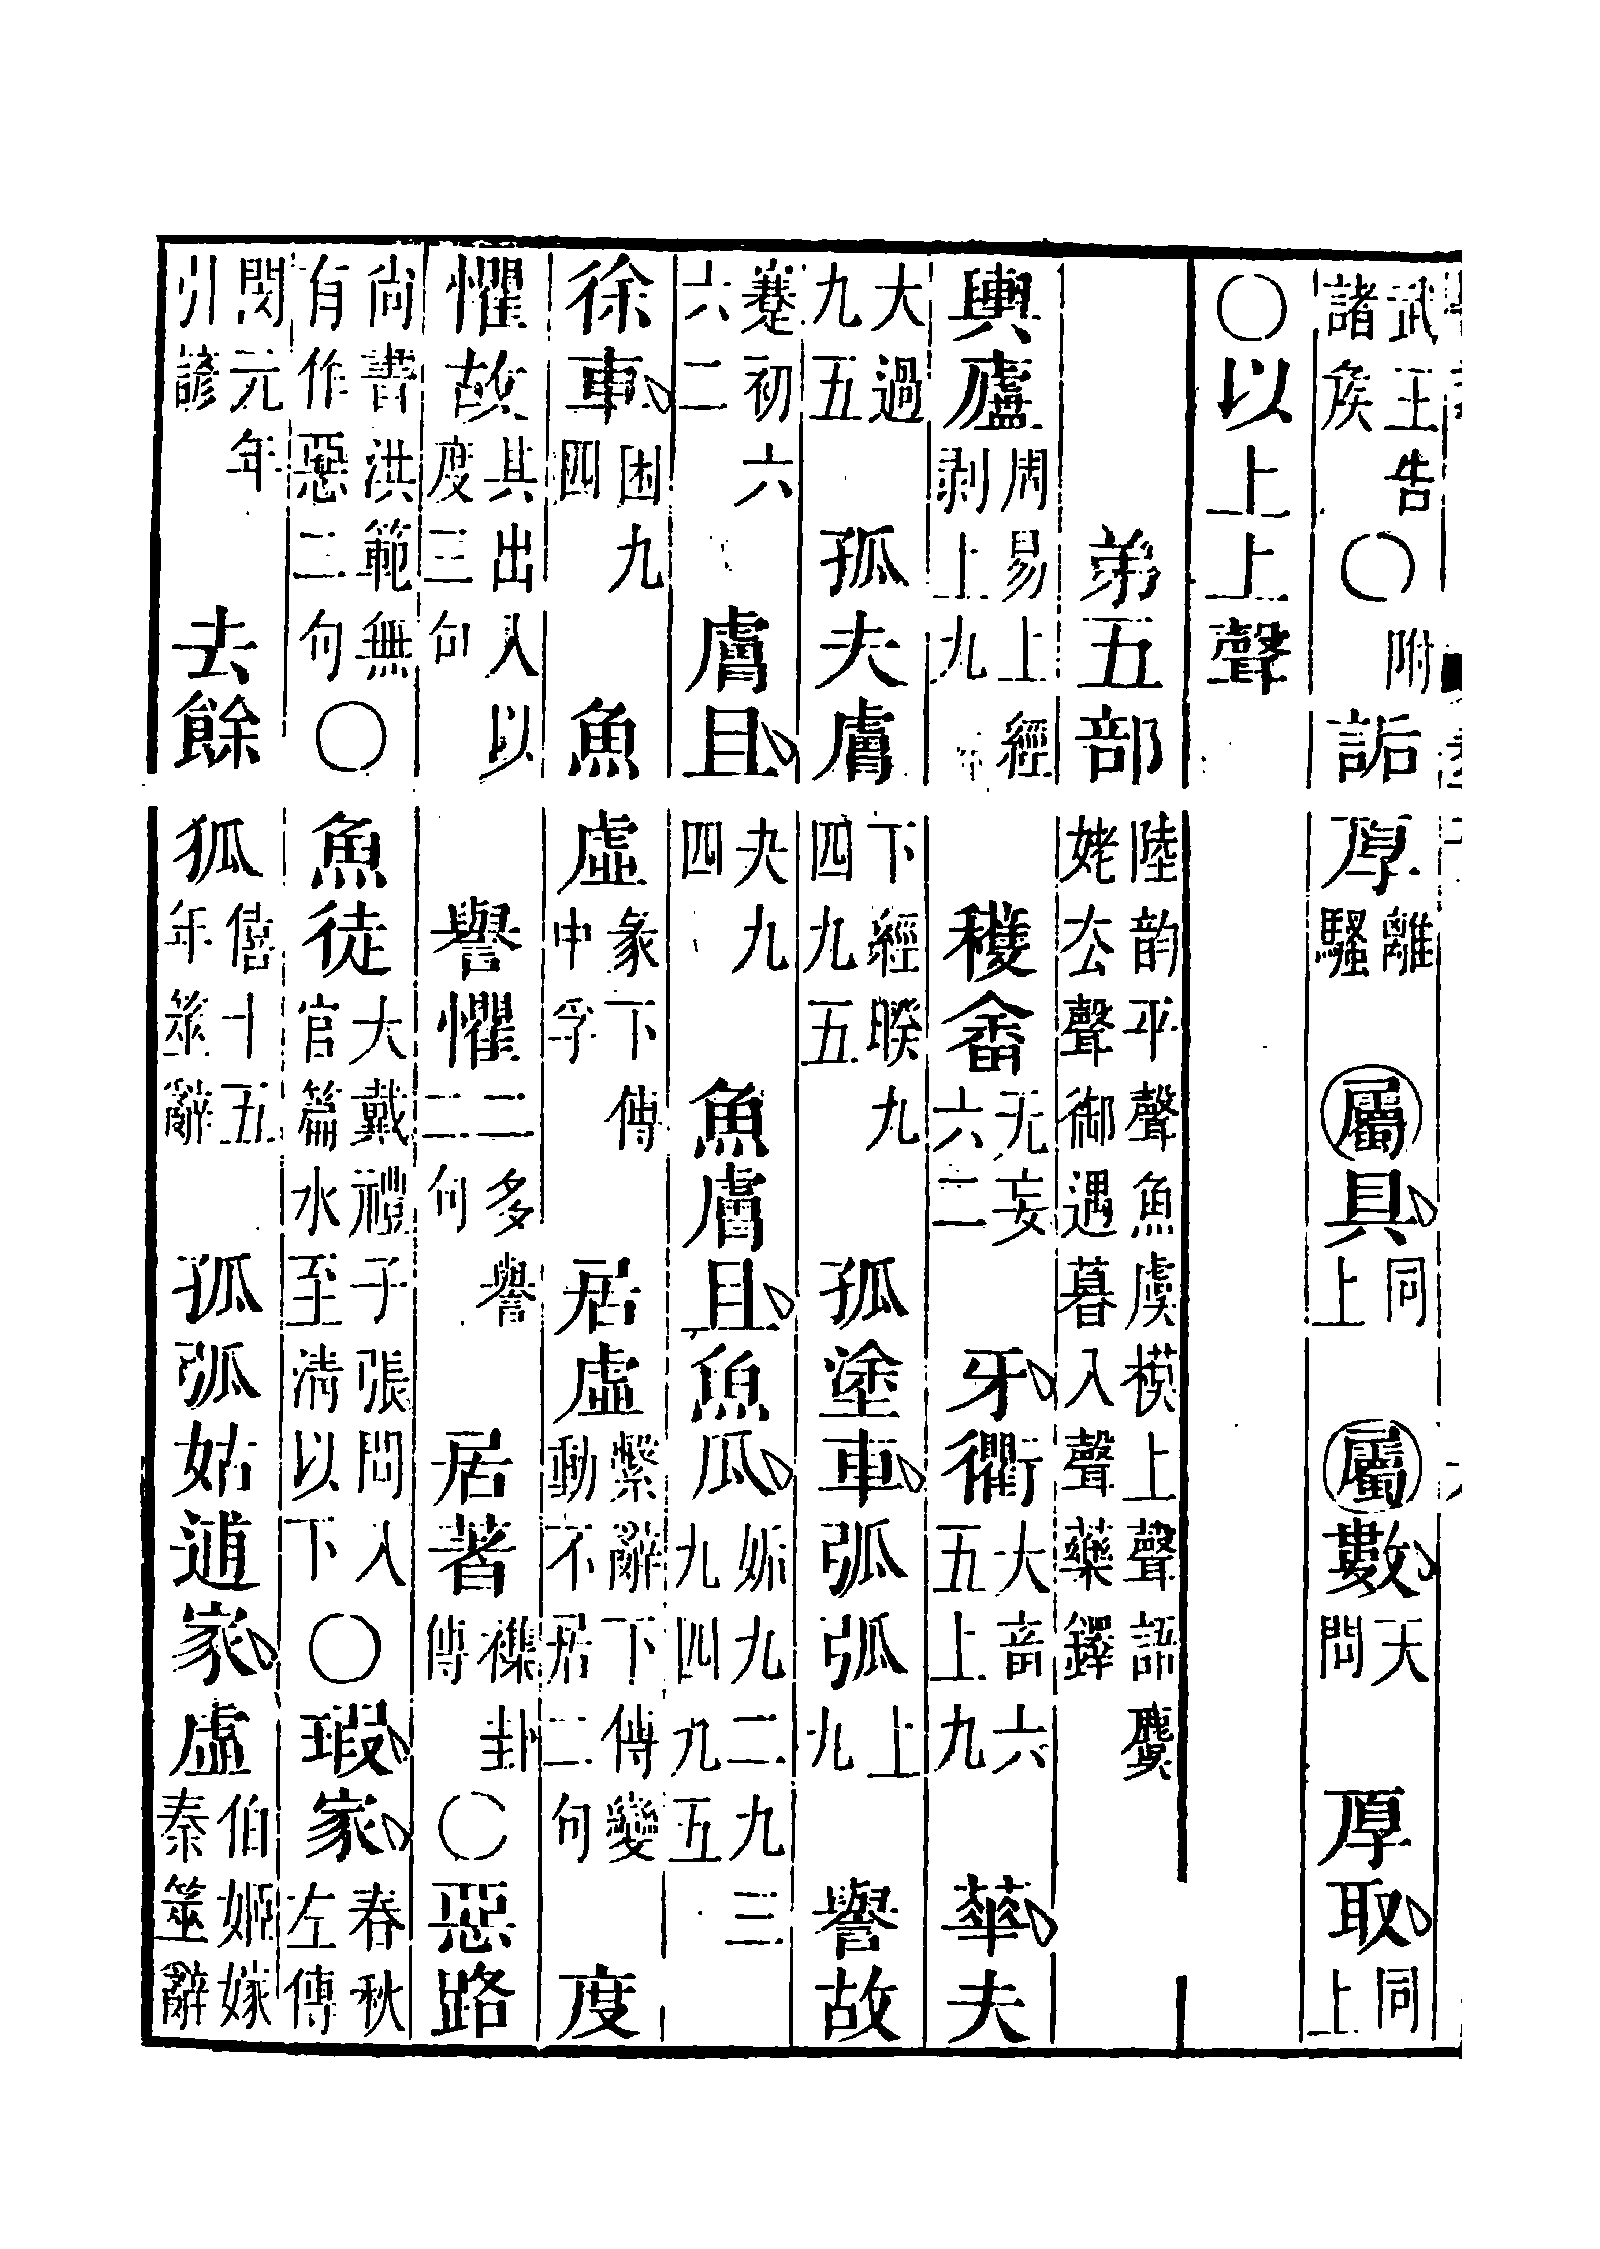 武王告諸侯○附詬厚離騷屬具同上屬數天問厚取同上
○以上上聲
弟五部陸韵平聲魚虞模上聲語麌姥去聲御遇暮入聲藥鐸
輿廬周易上經剝上九穫畬无妄六二牙衢大畜六五上九華夫
大過九五孤夫膚下經睽九四九五孤塗車弧弧上九譽故
蹇初六六二膚且夬九四魚膚且魚瓜姤九二九三九四九五
徐車困九四魚虛彖下傳中孚居虛繫辭下傳變動不居二句度
懼故其出入以度三句譽懼二多譽二句居著襍卦傳○惡路
尚書洪範無有作惡二句○魚徒大戴禮子張問入官篇水至淸以下○瑕家春秋左傳
閔元年引諺去餘狐僖十五年筮辭孤弧姑逋家虛伯姬嫁秦筮辭